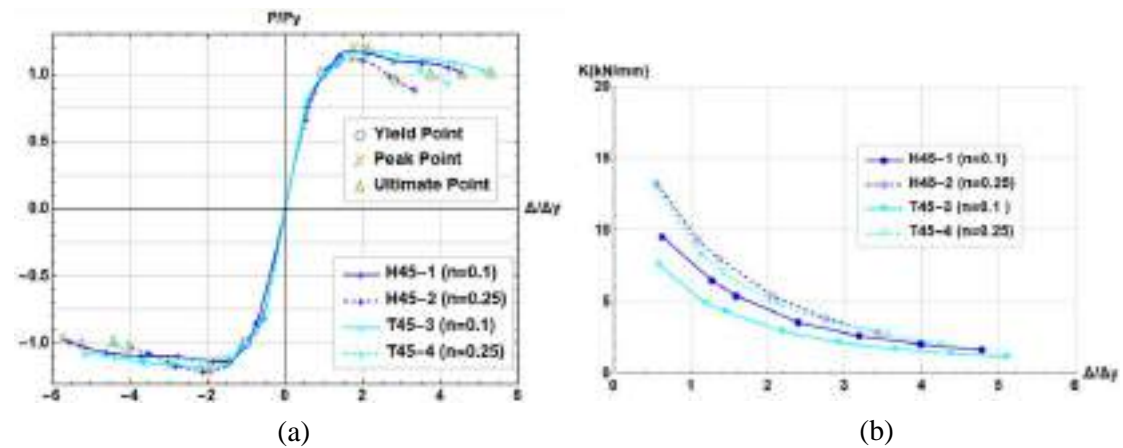 P/Py
1.0
0.5
0.0
−0.5
−1.0
−6 −4 −2 0 2 4 6
Δ/Δy
Yield Point
Peak Point
Ultimate Point
H45−1 (n=0.1)
H45−2 (n=0.25)
T45−3 (n=0.1)
T45−4 (n=0.25)
(a)
K(kN/mm)
20
15
10
5
0
0 1 2 3 4 5 6
Δ/Δy
H45−1 (n=0.1)
H45−2 (n=0.25)
T45−3 (n=0.1 )
T45−4 (n=0.25)
(b)